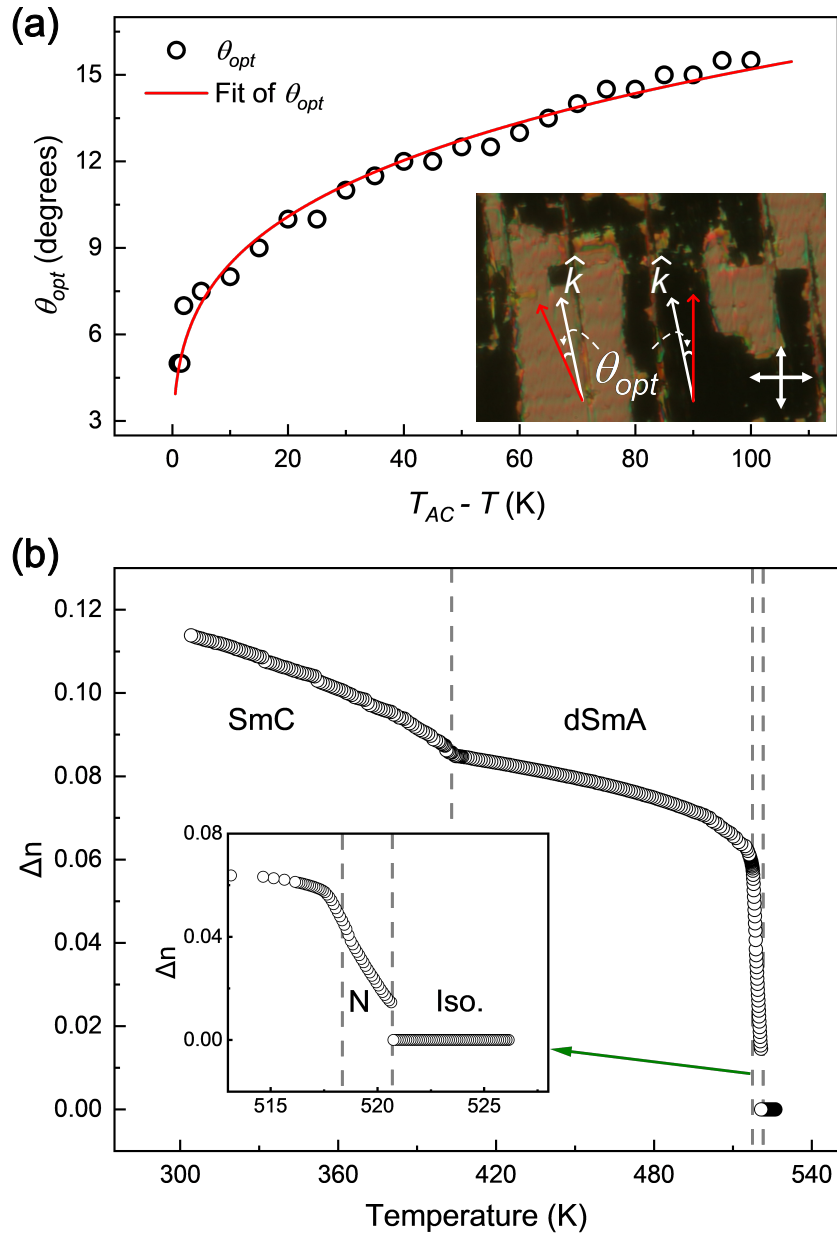 (a)
θopt
Fit of θopt
15
12
9
6
3
θopt (degrees)
k̂
k̂
θopt
0
20
40
60
80
100
TAC - T (K)
(b)
0.12
0.10
0.08
0.06
0.04
0.02
0.00
Δn
SmC
dSmA
0.08
0.04
0.00
Δn
N
Iso.
515
520
525
300
360
420
480
540
Temperature (K)